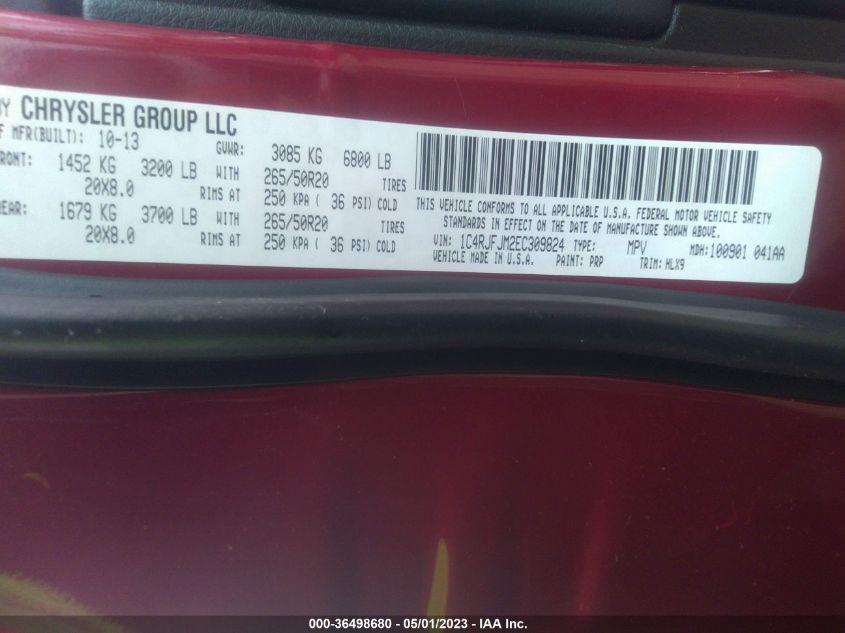 BY CHRYSLER GROUP LLC
OF MFR(BUILT): 10-13 GVWR: 3085 KG 6800 LB
FRONT: 1452 KG 3200 LB WITH 265/50R20 TIRES
20X8.0 RIMS AT 250 KPA ( 36 PSI) COLD
REAR: 1679 KG 3700 LB WITH 265/50R20 TIRES
20X8.0 RIMS AT 250 KPA ( 36 PSI) COLD
THIS VEHICLE CONFORMS TO ALL APPLICABLE U.S.A. FEDERAL MOTOR VEHICLE SAFETY
STANDARDS IN EFFECT ON THE DATE OF MANUFACTURE SHOWN ABOVE.
VIN: 1C4RJFJM2EC309824 TYPE: MPV MDH:100901 041AA
VEHICLE MADE IN U.S.A. PAINT: PRP TRIM: HLX9
000-36498680 - 05/01/2023 - IAA Inc.